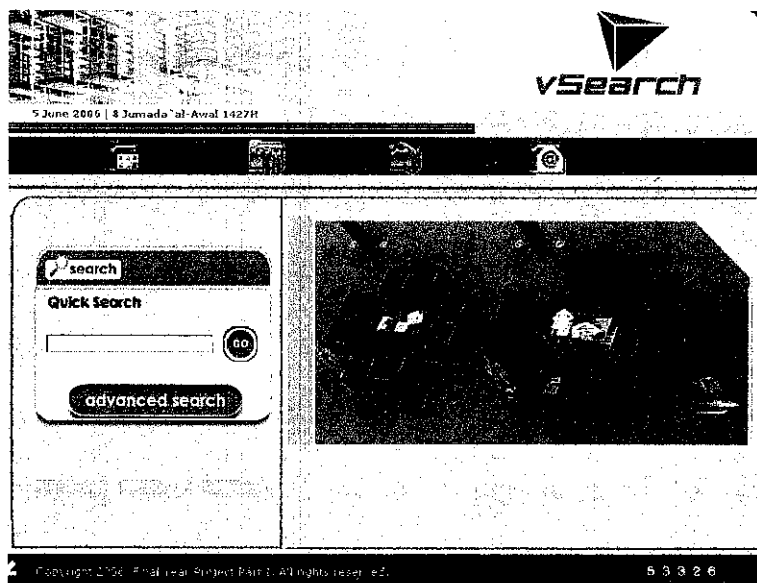 vSearch
5 June 2006 | 8 Jumada`al-Awal 1427H
search
Quick Search
GO
advanced search
Copyright 2006. Final Year Project Part I. All rights reserved.
53326